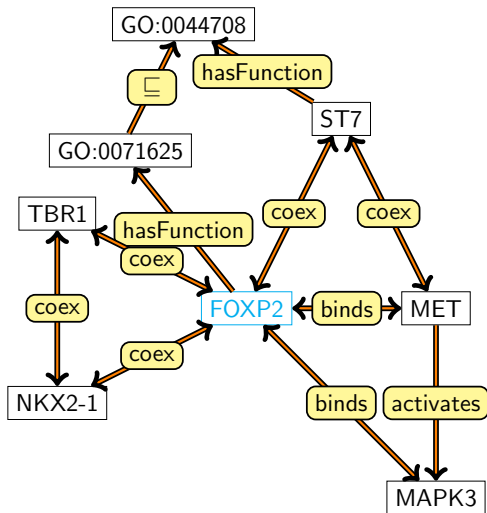 GO:0044708
hasFunction
⊑
ST7
GO:0071625
TBR1
hasFunction
coex
coex
coex
coex
FOXP2
binds
MET
coex
NKX2-1
binds
activates
MAPK3